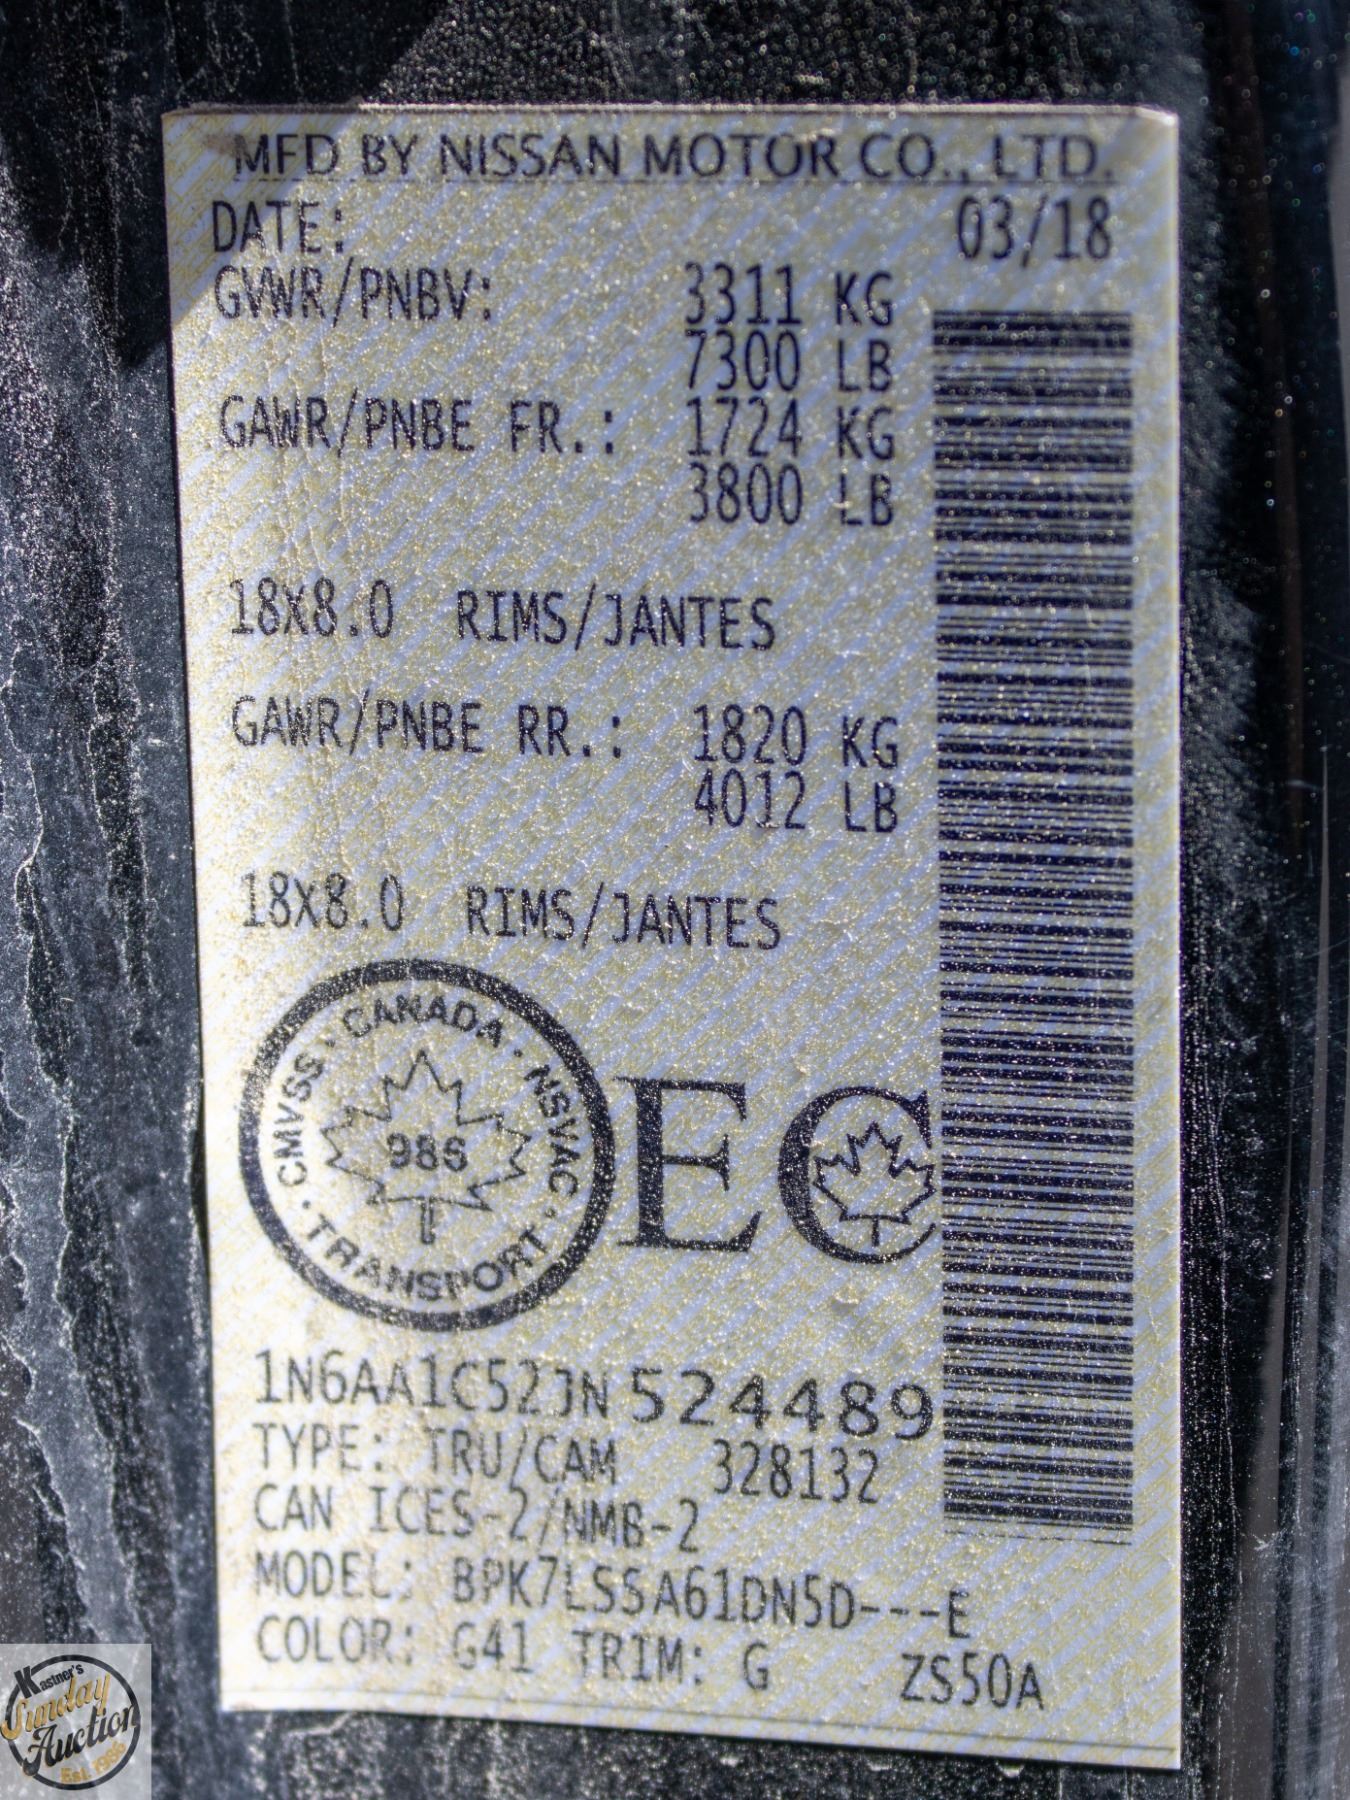 MFD BY NISSAN MOTOR CO., LTD.
DATE: 03/18
GVWR/PNBV: 3311 KG
7300 LB
GAWR/PNBE FR.: 1724 KG
3800 LB
18X8.0 RIMS/JANTES
GAWR/PNBE RR.: 1820 KG
4012 LB
18X8.0 RIMS/JANTES
CMVSS · CANADA · NSVAC · TRANSPORT ·
986
EC
1N6AA1C52JN524489
TYPE: TRU/CAM 328132
CAN ICES-2/NMB-2
MODEL: BPK7LSSA61DN5D---E
COLOR: G41 TRIM: G ZS50A
Kastner's
Sunday
Auction
Est. 1986